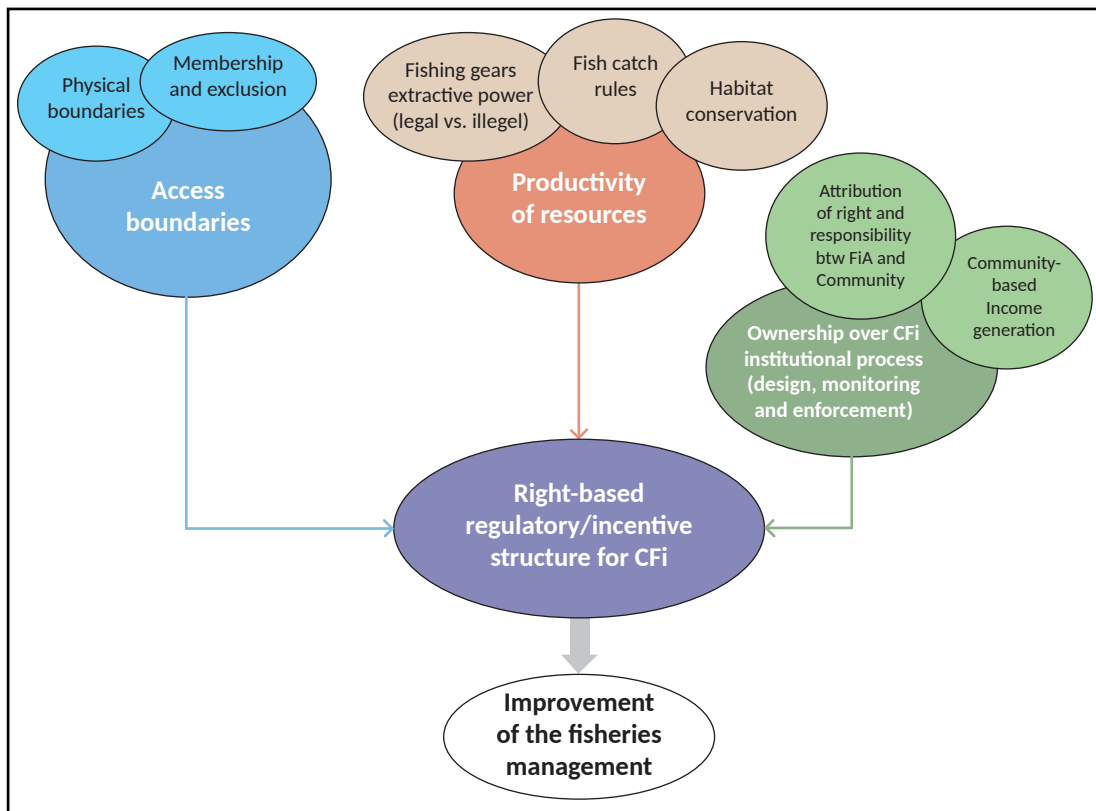 Physical
boundaries
Membership
and exclusion
Access
boundaries
Fishing gears
extractive power
(legal vs. illegel)
Fish catch
rules
Habitat
conservation
Productivity
of resources
Attribution
of right and
responsibility
btw FiA and
Community
Community-
based
Income
generation
Ownership over CFi
institutional process
(design, monitoring
and enforcement)
Right-based
regulatory/incentive
structure for CFi
Improvement
of the fisheries
management